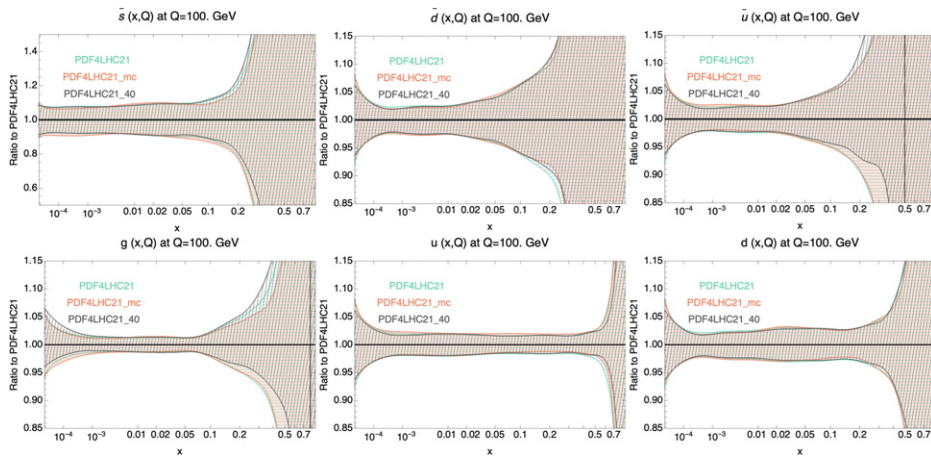 s̄ (x,Q) at Q=100. GeV
Ratio to PDF4LHC21
1.4
1.2
1.0
0.8
0.6
PDF4LHC21
PDF4LHC21_mc
PDF4LHC21_40
10⁻⁴ 10⁻³ 0.01 0.02 0.05 0.1 0.2 0.5 0.7
x
d̄ (x,Q) at Q=100. GeV
Ratio to PDF4LHC21
1.15
1.10
1.05
1.00
0.95
0.90
0.85
PDF4LHC21
PDF4LHC21_mc
PDF4LHC21_40
10⁻⁴ 10⁻³ 0.01 0.02 0.05 0.1 0.2 0.5 0.7
x
ū (x,Q) at Q=100. GeV
Ratio to PDF4LHC21
1.15
1.10
1.05
1.00
0.95
0.90
0.85
PDF4LHC21
PDF4LHC21_mc
PDF4LHC21_40
10⁻⁴ 10⁻³ 0.01 0.02 0.05 0.1 0.2 0.5 0.7
x
g (x,Q) at Q=100. GeV
Ratio to PDF4LHC21
1.15
1.10
1.05
1.00
0.95
0.90
0.85
PDF4LHC21
PDF4LHC21_mc
PDF4LHC21_40
10⁻⁴ 10⁻³ 0.01 0.02 0.05 0.1 0.2 0.5 0.7
x
u (x,Q) at Q=100. GeV
Ratio to PDF4LHC21
1.15
1.10
1.05
1.00
0.95
0.90
0.85
PDF4LHC21
PDF4LHC21_mc
PDF4LHC21_40
10⁻⁴ 10⁻³ 0.01 0.02 0.05 0.1 0.2 0.5 0.7
x
d (x,Q) at Q=100. GeV
Ratio to PDF4LHC21
1.15
1.10
1.05
1.00
0.95
0.90
0.85
PDF4LHC21
PDF4LHC21_mc
PDF4LHC21_40
10⁻⁴ 10⁻³ 0.01 0.02 0.05 0.1 0.2 0.5 0.7
x